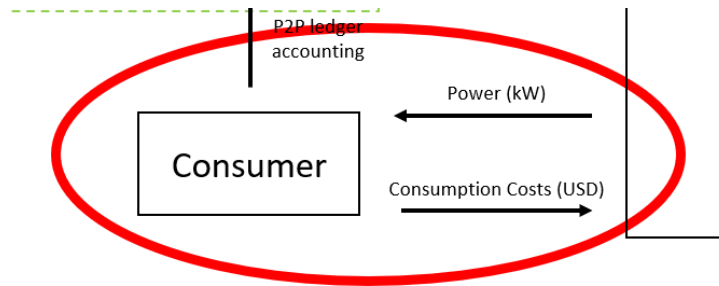 P2P ledger
accounting
Power (kW)
Consumer
Consumption Costs (USD)